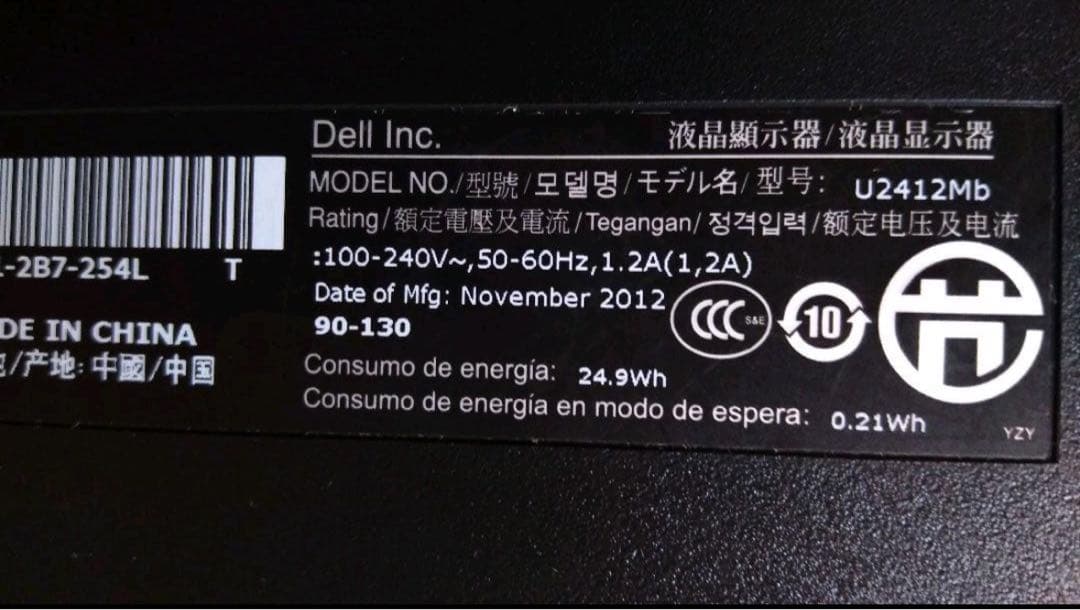 Dell Inc. 液晶顯示器/液晶显示器
MODEL NO./型號/모델명/モデル名/型号: U2412Mb
Rating/額定電壓及電流/Tegangan/정격입력/额定电压及电流
:100-240V~,50-60Hz,1.2A(1,2A)
-2B7-254L T
Date of Mfg: November 2012
90-130
CCC S&E
10
DE IN CHINA
/产地:中國/中国
Consumo de energía: 24.9Wh
Consumo de energía en modo de espera: 0.21Wh
YZY